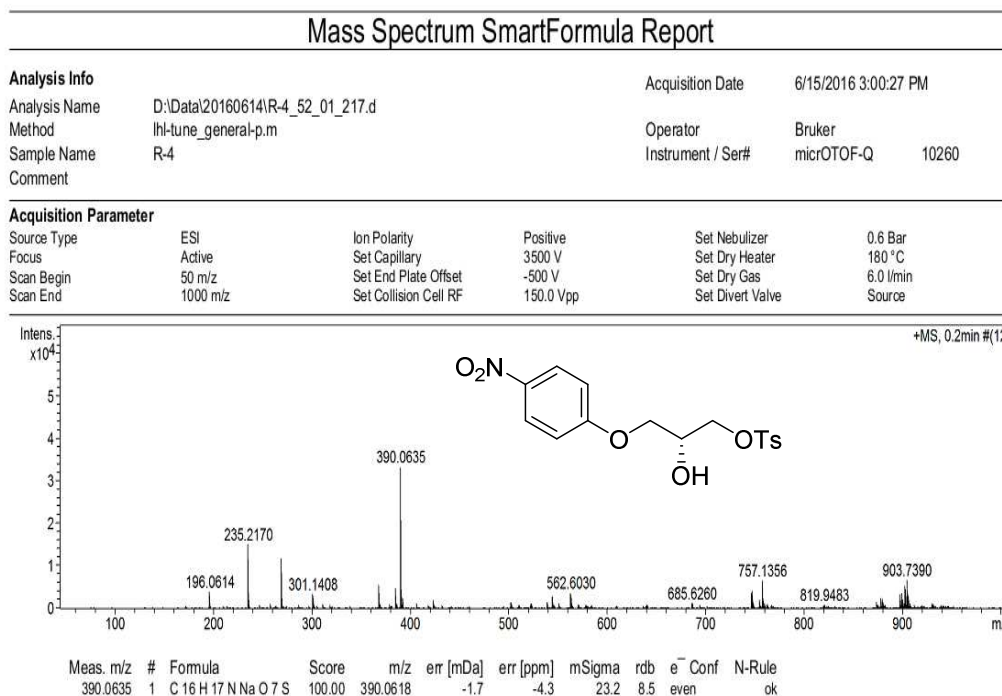 Mass Spectrum SmartFormula Report
Analysis Info
Acquisition Date 6/15/2016 3:00:27 PM
Analysis Name D:\Data\20160614\R-4_52_01_217.d
Method lhl-tune_general-p.m Operator Bruker
Sample Name R-4 Instrument / Ser# micrOTOF-Q 10260
Comment
Acquisition Parameter
Source Type ESI Ion Polarity Positive Set Nebulizer 0.6 Bar
Focus Active Set Capillary 3500 V Set Dry Heater 180 °C
Scan Begin 50 m/z Set End Plate Offset -500 V Set Dry Gas 6.0 l/min
Scan End 1000 m/z Set Collision Cell RF 150.0 Vpp Set Divert Valve Source
Intens. +MS, 0.2min #(12
x10⁴
O₂N
O
OTs
OH
5
4
390.0635
3
2
235.2170
1
196.0614
301.1408
562.6030
685.6260
757.1356
819.9483
903.7390
0
100 200 300 400 500 600 700 800 900 m/
Meas. m/z # Formula Score m/z err [mDa] err [ppm] mSigma rdb e⁻ Conf N-Rule
390.0635 1 C 16 H 17 N Na O 7 S 100.00 390.0618 -1.7 -4.3 23.2 8.5 even ok